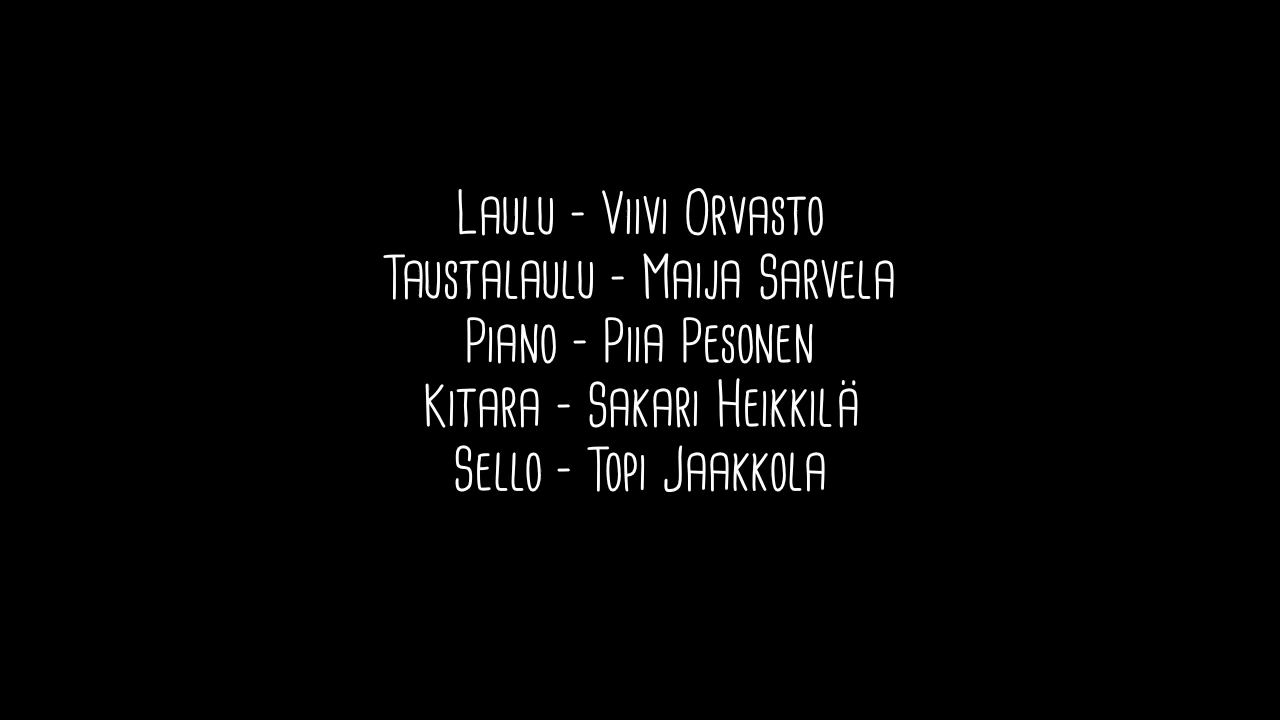 Laulu - Viivi Orvasto
Taustalaulu - Maija Sarvela
Piano - Piia Pesonen
Kitara - Sakari Heikkilä
Sello - Topi Jaakkola